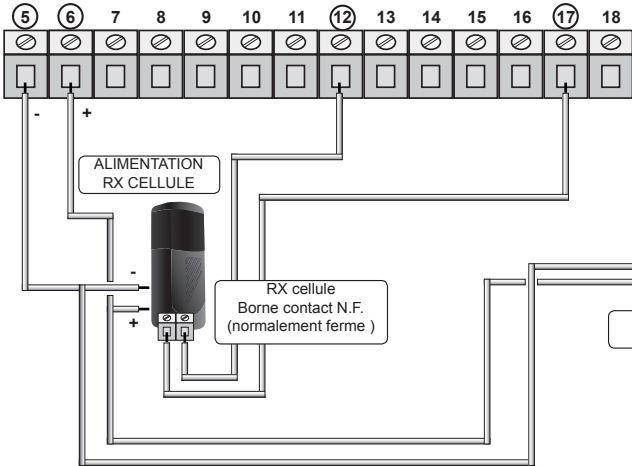 5 6 7 8 9 10 11 12 13 14 15 16 17 18
- +
ALIMENTATION
RX CELLULE
-
+
RX cellule
Borne contact N.F.
(normalement ferme )